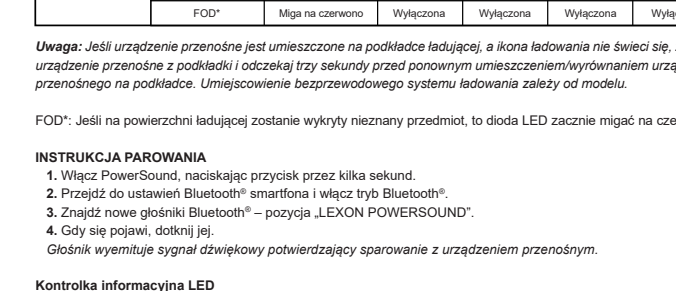 FOD* Miga na czerwono Wyłączona Wyłączona Wyłączona
Uwaga: Jeśli urządzenie przenośne jest umieszczone na podkładce ładującej, a ikona ładowania nie świeci się,
urządzenie przenośne z podkładki i odczekaj trzy sekundy przed ponownym umieszczeniem/wyrównaniem
przenośnego na podkładce. Umiejscowienie bezprzewodowego systemu ładowania zależy od modelu.
FOD*: Jeśli na powierzchni ładującej zostanie wykryty nieznany przedmiot, to dioda LED zacznie migać na
INSTRUKCJA PAROWANIA
1. Włącz PowerSound, naciskając przycisk przez kilka sekund.
2. Przejdź do ustawień Bluetooth® smartfona i włącz tryb Bluetooth®.
3. Znajdź nowe głośniki Bluetooth® – pozycja „LEXON POWERSOUND”.
4. Gdy się pojawi, dotknij jej.
Głośnik wyemituje sygnał dźwiękowy potwierdzający sparowanie z urządzeniem przenośnym.
Kontrolka informacyjna LED